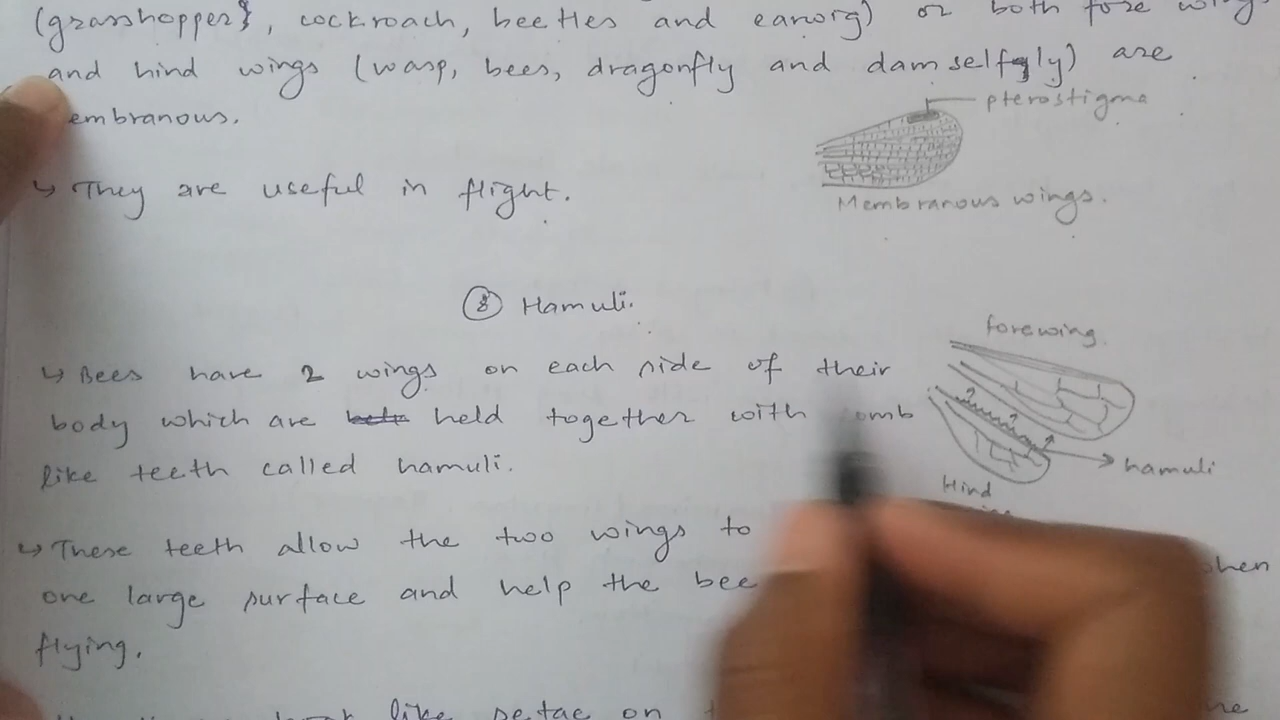 (grasshopper}, cockroach, beetles and earwig) or both fore wings
and hind wings (wasp, bees, dragonfly and damselfly) are
embranous.
pterostigma
↳ They are useful in flight.
Membranous wings.
⑧ Hamuli.
forewing.
↳ Bees have 2 wings on each side of their
body which are held together with omb
like teeth called hamuli.
hamuli
Hind
↳ These teeth allow the two wings to when
one large surface and help the bee
flying.
like setae on